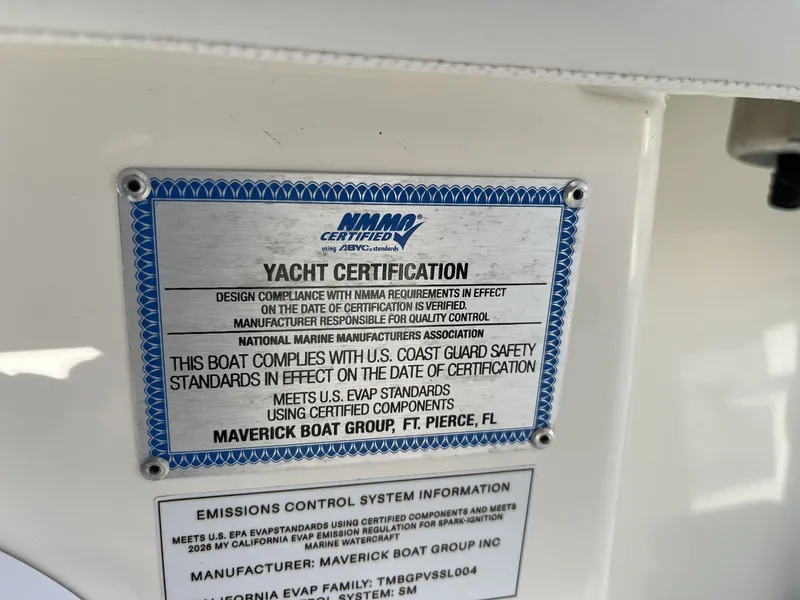 NMMA®
CERTIFIED
using ABYC® standards
YACHT CERTIFICATION
DESIGN COMPLIANCE WITH NMMA REQUIREMENTS IN EFFECT
ON THE DATE OF CERTIFICATION IS VERIFIED.
MANUFACTURER RESPONSIBLE FOR QUALITY CONTROL
NATIONAL MARINE MANUFACTURERS ASSOCIATION
THIS BOAT COMPLIES WITH U.S. COAST GUARD SAFETY
STANDARDS IN EFFECT ON THE DATE OF CERTIFICATION
MEETS U.S. EVAP STANDARDS
USING CERTIFIED COMPONENTS
MAVERICK BOAT GROUP, FT. PIERCE, FL
EMISSIONS CONTROL SYSTEM INFORMATION
MEETS U.S. EPA EVAPSTANDARDS USING CERTIFIED COMPONENTS AND MEETS
2026 MY CALIFORNIA EVAP EMISSION REGULATION FOR SPARK-IGNITION
MARINE WATERCRAFT
MANUFACTURER: MAVERICK BOAT GROUP INC
ALIFORNIA EVAP FAMILY: TMBGPVSSL004
OL SYSTEM: SM